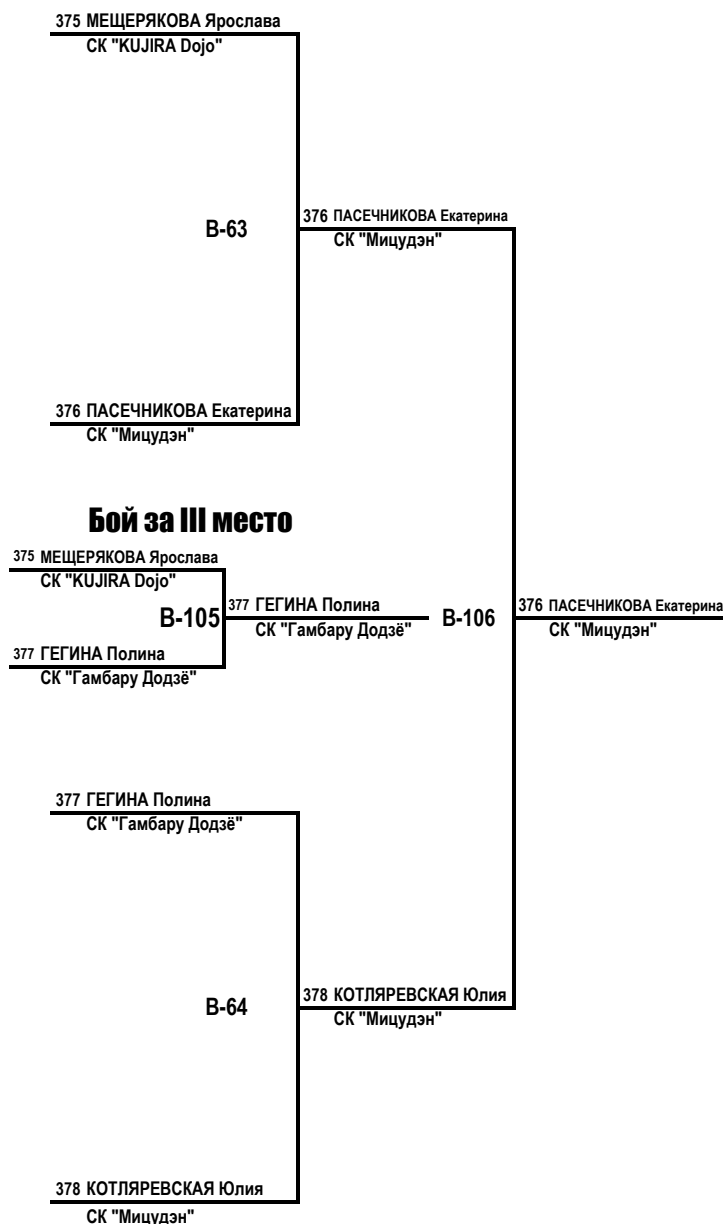 375 МЕЩЕРЯКОВА Ярослава
СК "KUJIRA Dojo"
В-63
376 ПАСЕЧНИКОВА Екатерина
СК "Мицудэн"
376 ПАСЕЧНИКОВА Екатерина
СК "Мицудэн"
Бой за III место
375 МЕЩЕРЯКОВА Ярослава
СК "KUJIRA Dojo"
В-105
377 ГЕГИНА Полина
СК "Гамбару Додзё"
377 ГЕГИНА Полина
СК "Гамбару Додзё"
В-106
376 ПАСЕЧНИКОВА Екатерина
СК "Мицудэн"
377 ГЕГИНА Полина
СК "Гамбару Додзё"
В-64
378 КОТЛЯРЕВСКАЯ Юлия
СК "Мицудэн"
378 КОТЛЯРЕВСКАЯ Юлия
СК "Мицудэн"